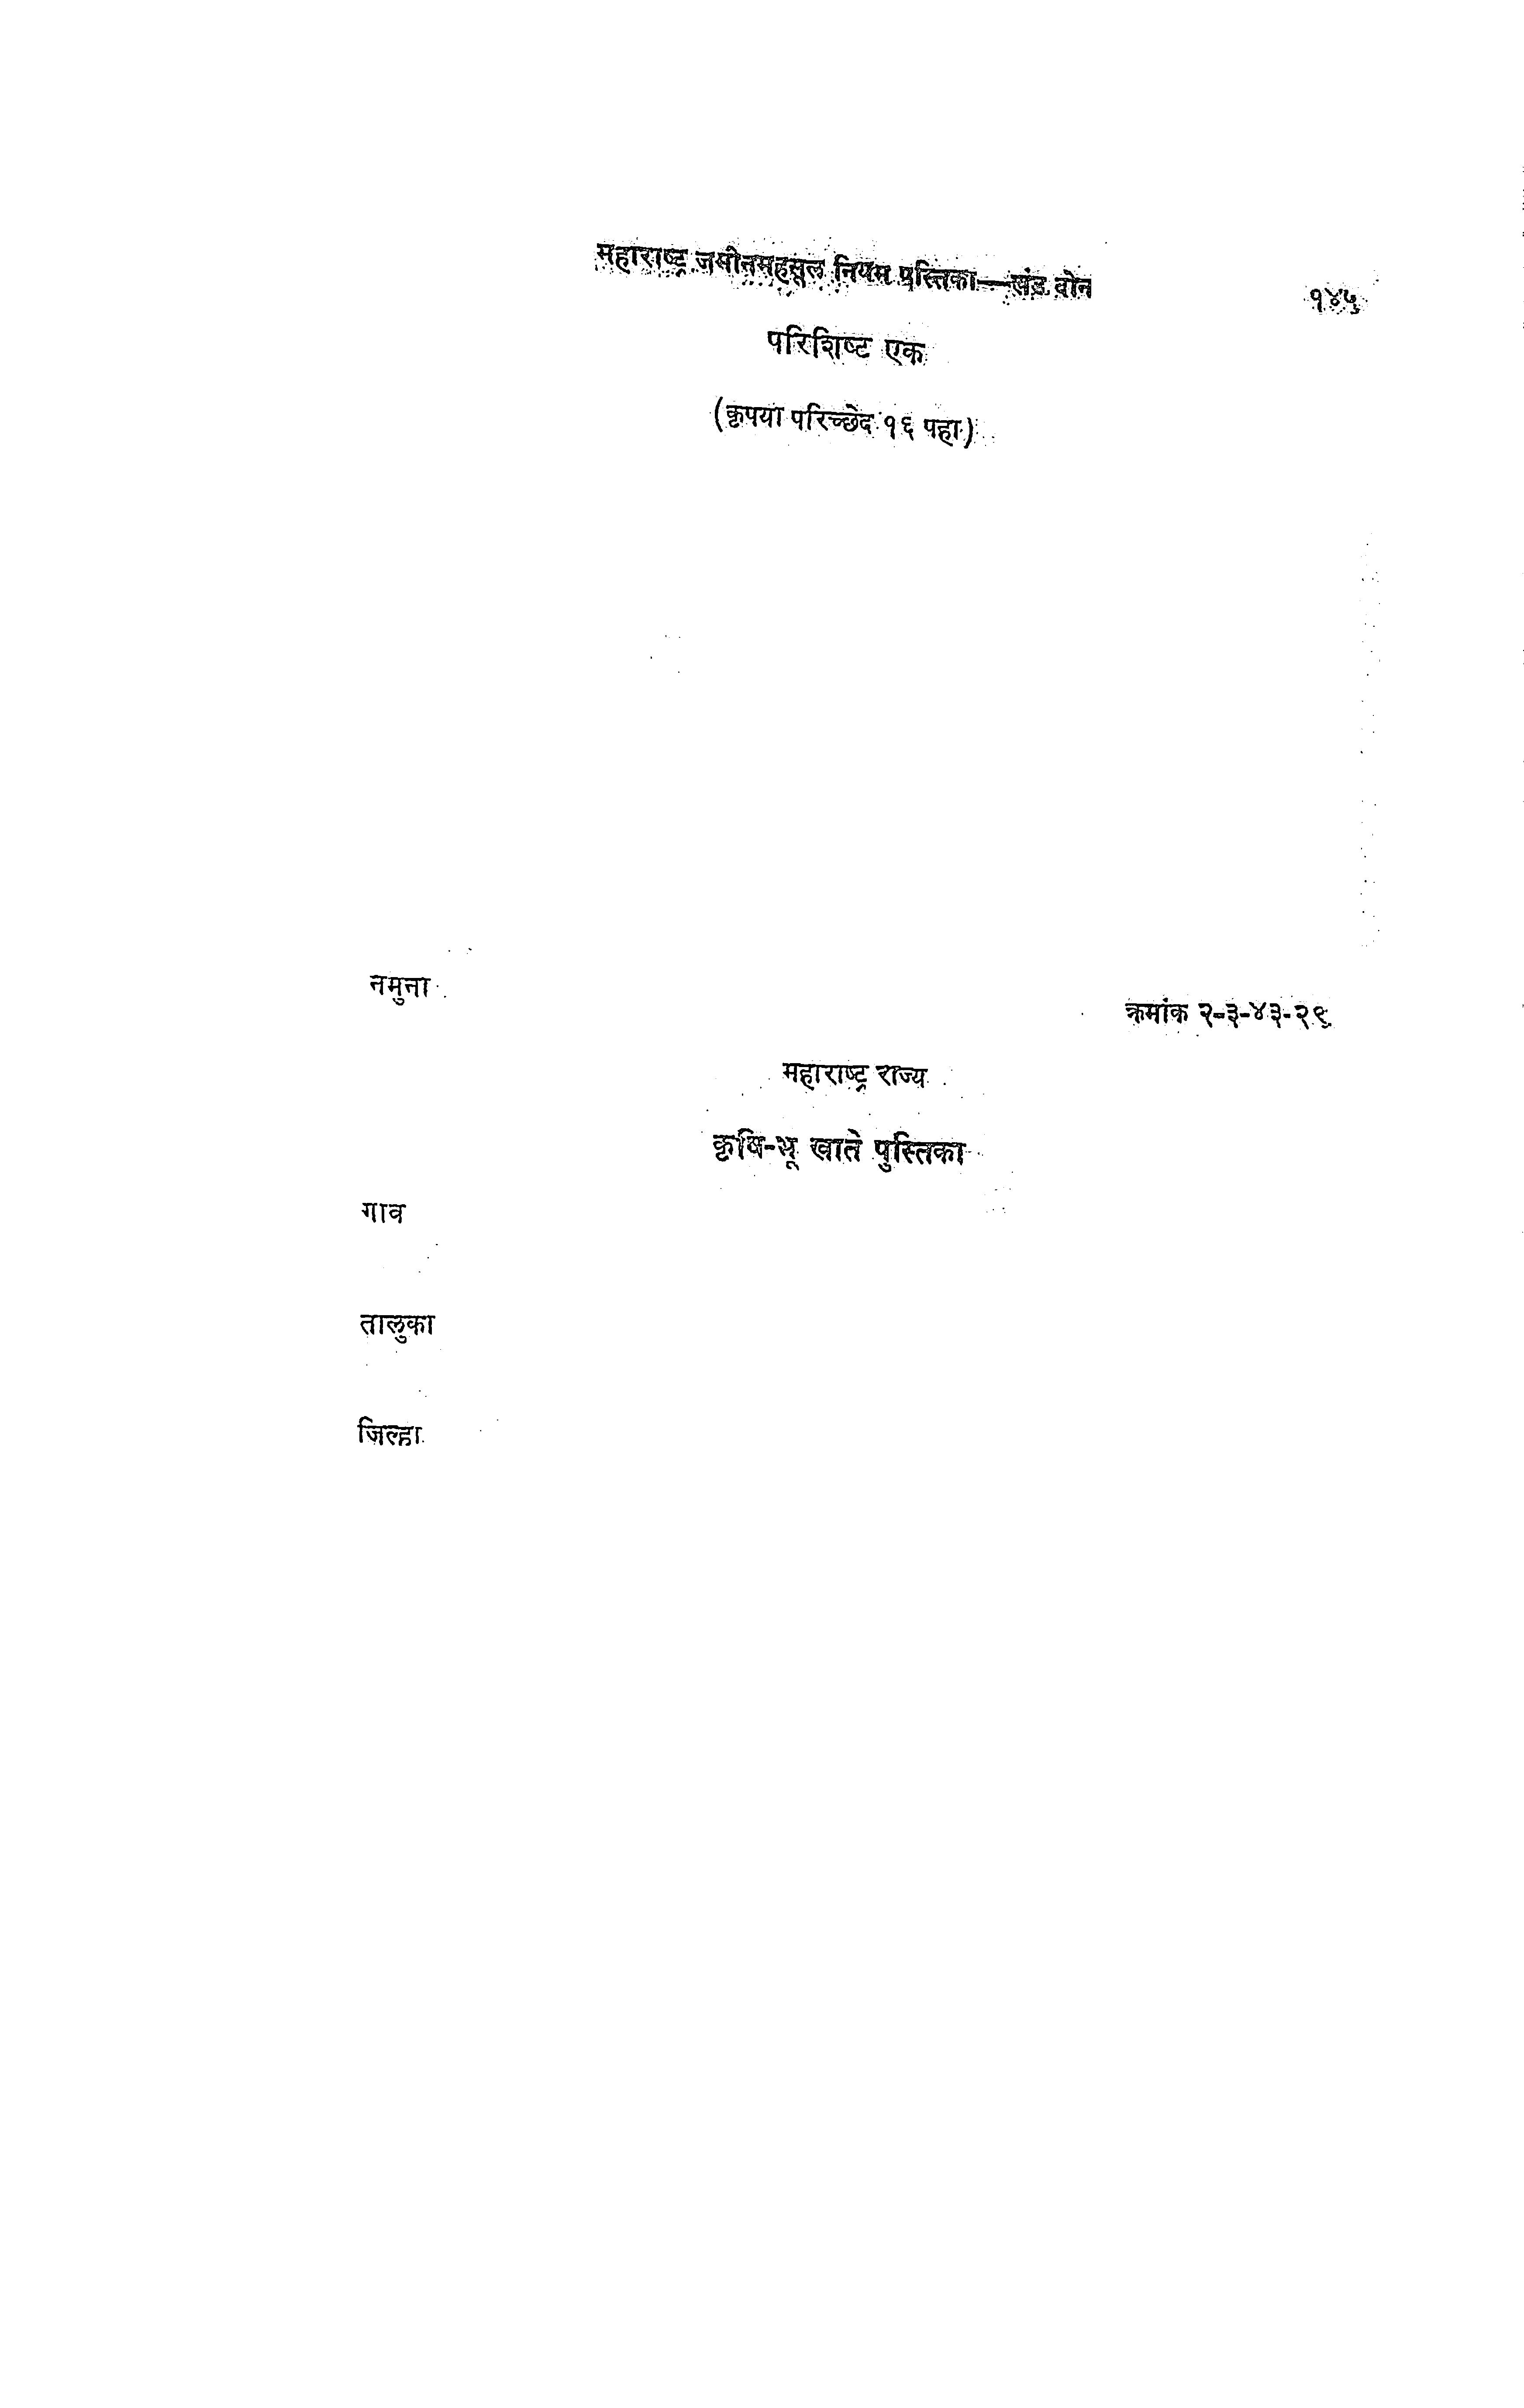 महाराष्ट्र जमीनमहसूल नियम पुस्तिका—खंड दोन
१४५
परिशिष्ट एक
(कृपया परिच्छेद १६ पहा)
नमुना
क्रमांक २-३-४३-२९
महाराष्ट्र राज्य
कृषि-भू खाते पुस्तिका
गाव
तालुका
जिल्हा